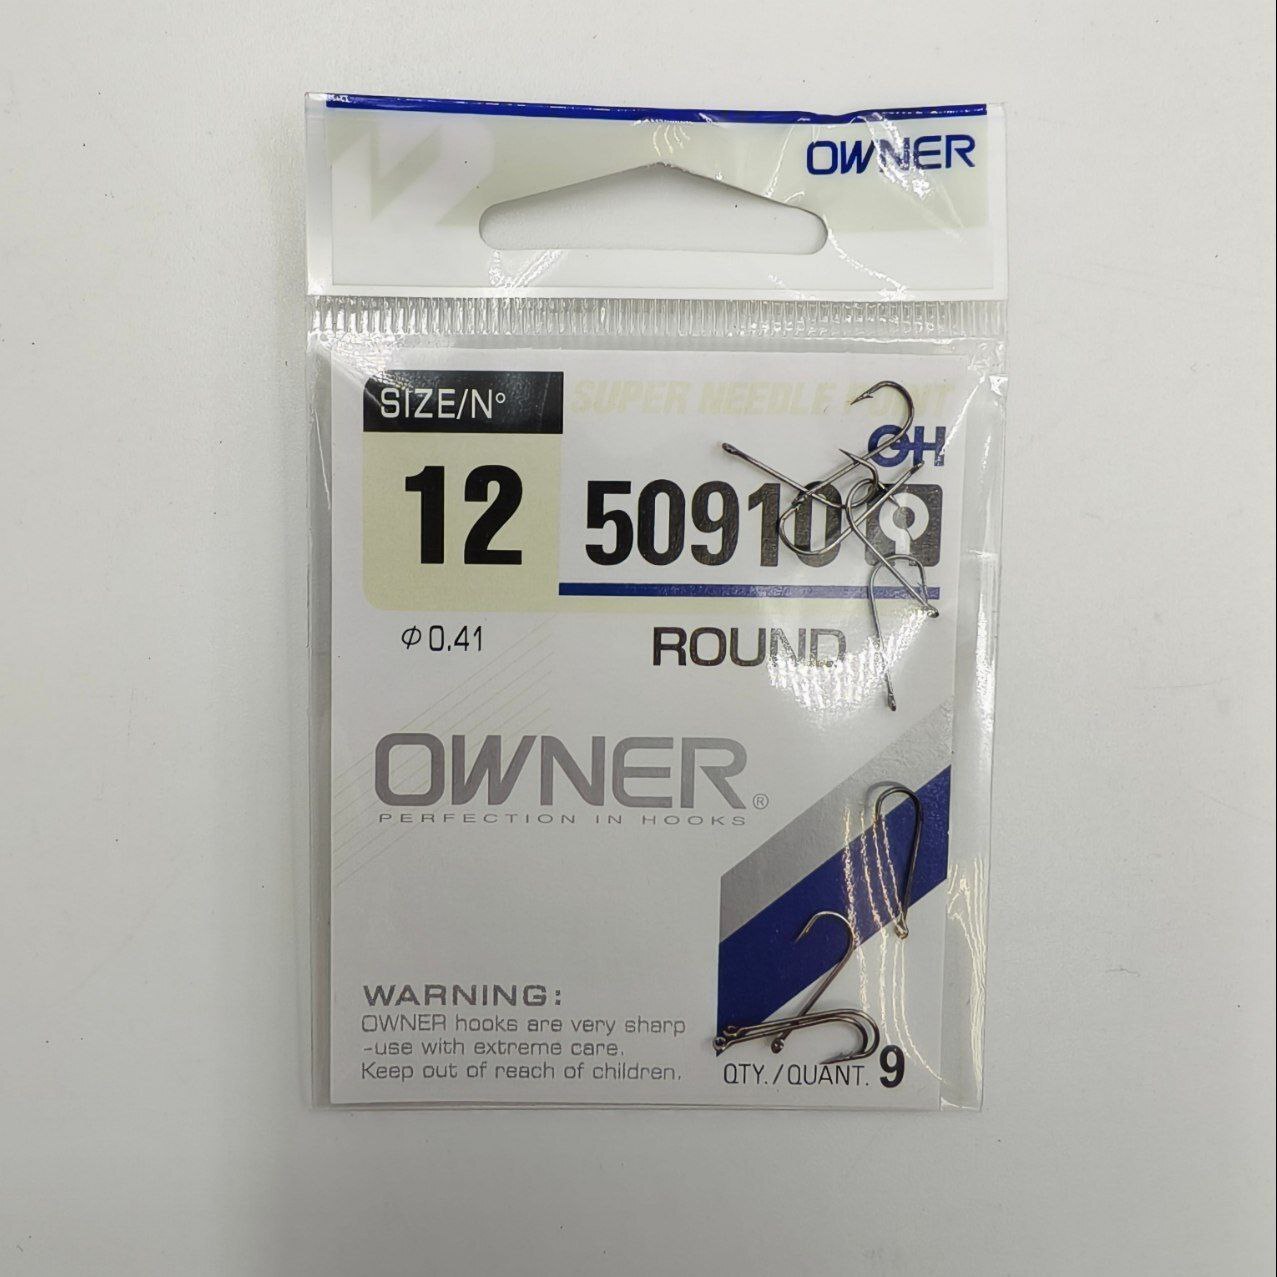 OWNER
SIZE/N°
SUPER NEEDLE POINT
OH
12
50910
Φ0.41
ROUND
OWNER®
PERFECTION IN HOOKS
WARNING:
OWNER hooks are very sharp
-use with extreme care.
Keep out of reach of children.
QTY./QUANT. 9